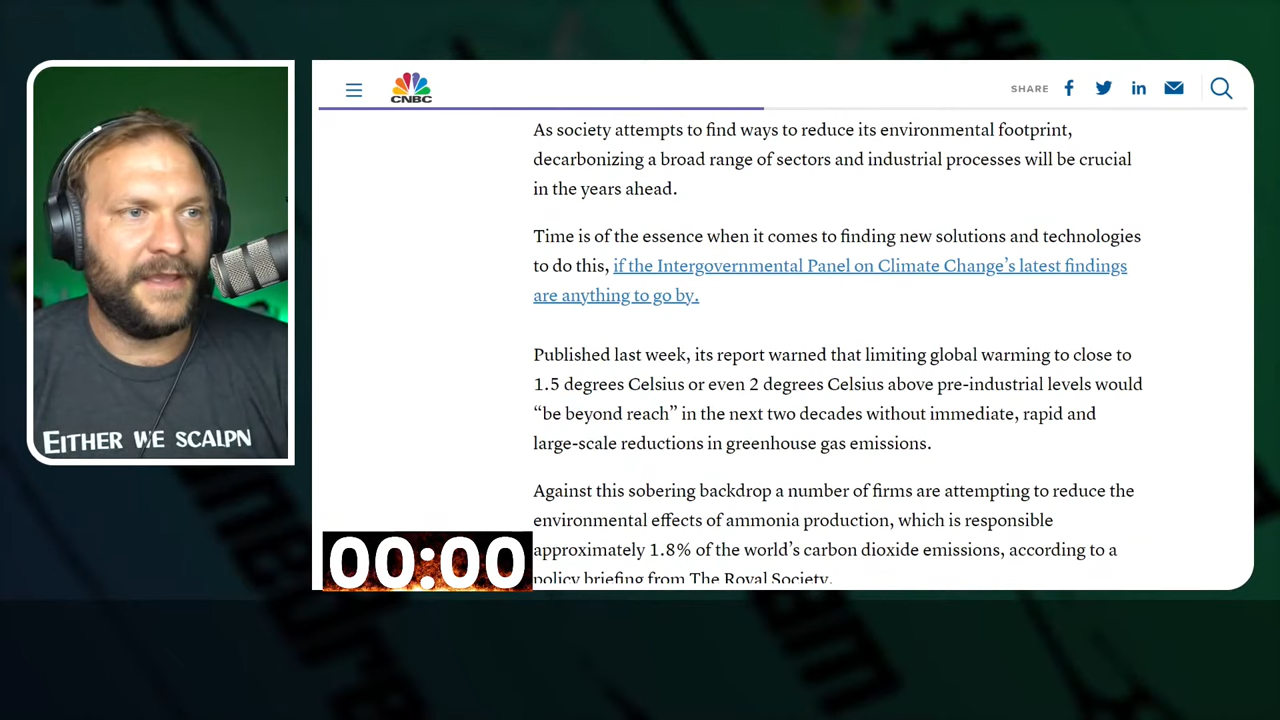 EITHER WE SCALPN
CNBC
SHARE
As society attempts to find ways to reduce its environmental footprint,
decarbonizing a broad range of sectors and industrial processes will be crucial
in the years ahead.
Time is of the essence when it comes to finding new solutions and technologies
to do this, if the Intergovernmental Panel on Climate Change’s latest findings
are anything to go by.
Published last week, its report warned that limiting global warming to close to
1.5 degrees Celsius or even 2 degrees Celsius above pre-industrial levels would
“be beyond reach” in the next two decades without immediate, rapid and
large-scale reductions in greenhouse gas emissions.
Against this sobering backdrop a number of firms are attempting to reduce the
environmental effects of ammonia production, which is responsible
approximately 1.8% of the world’s carbon dioxide emissions, according to a
policy briefing from The Royal Society.
00:00